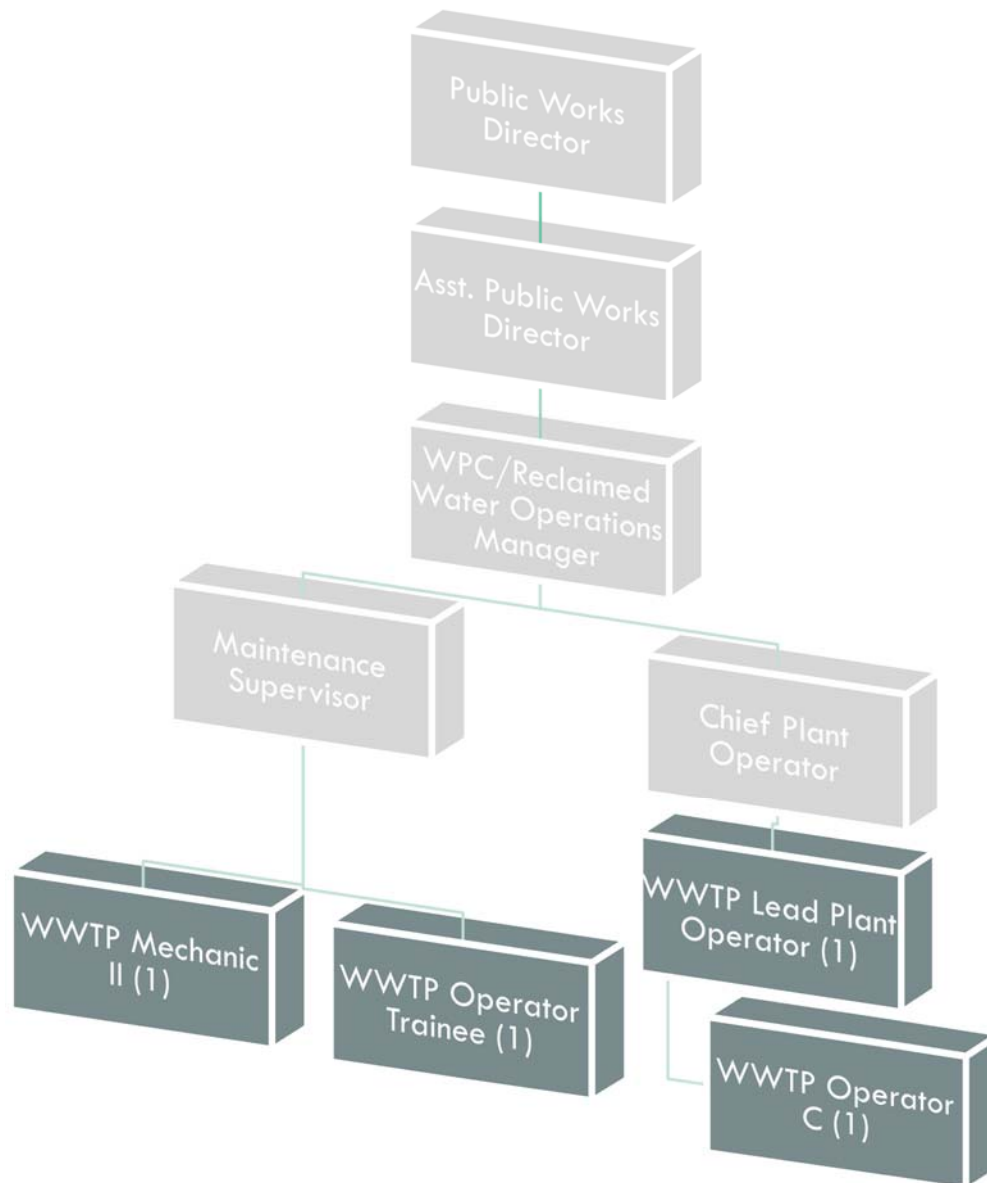 Public Works
Director
Asst. Public Works
Director
WPC/Reclaimed
Water Operations
Manager
Maintenance
Supervisor
Chief Plant
Operator
WWTP Mechanic
II (1)
WWTP Operator
Trainee (1)
WWTP Lead Plant
Operator (1)
WWTP Operator
C (1)